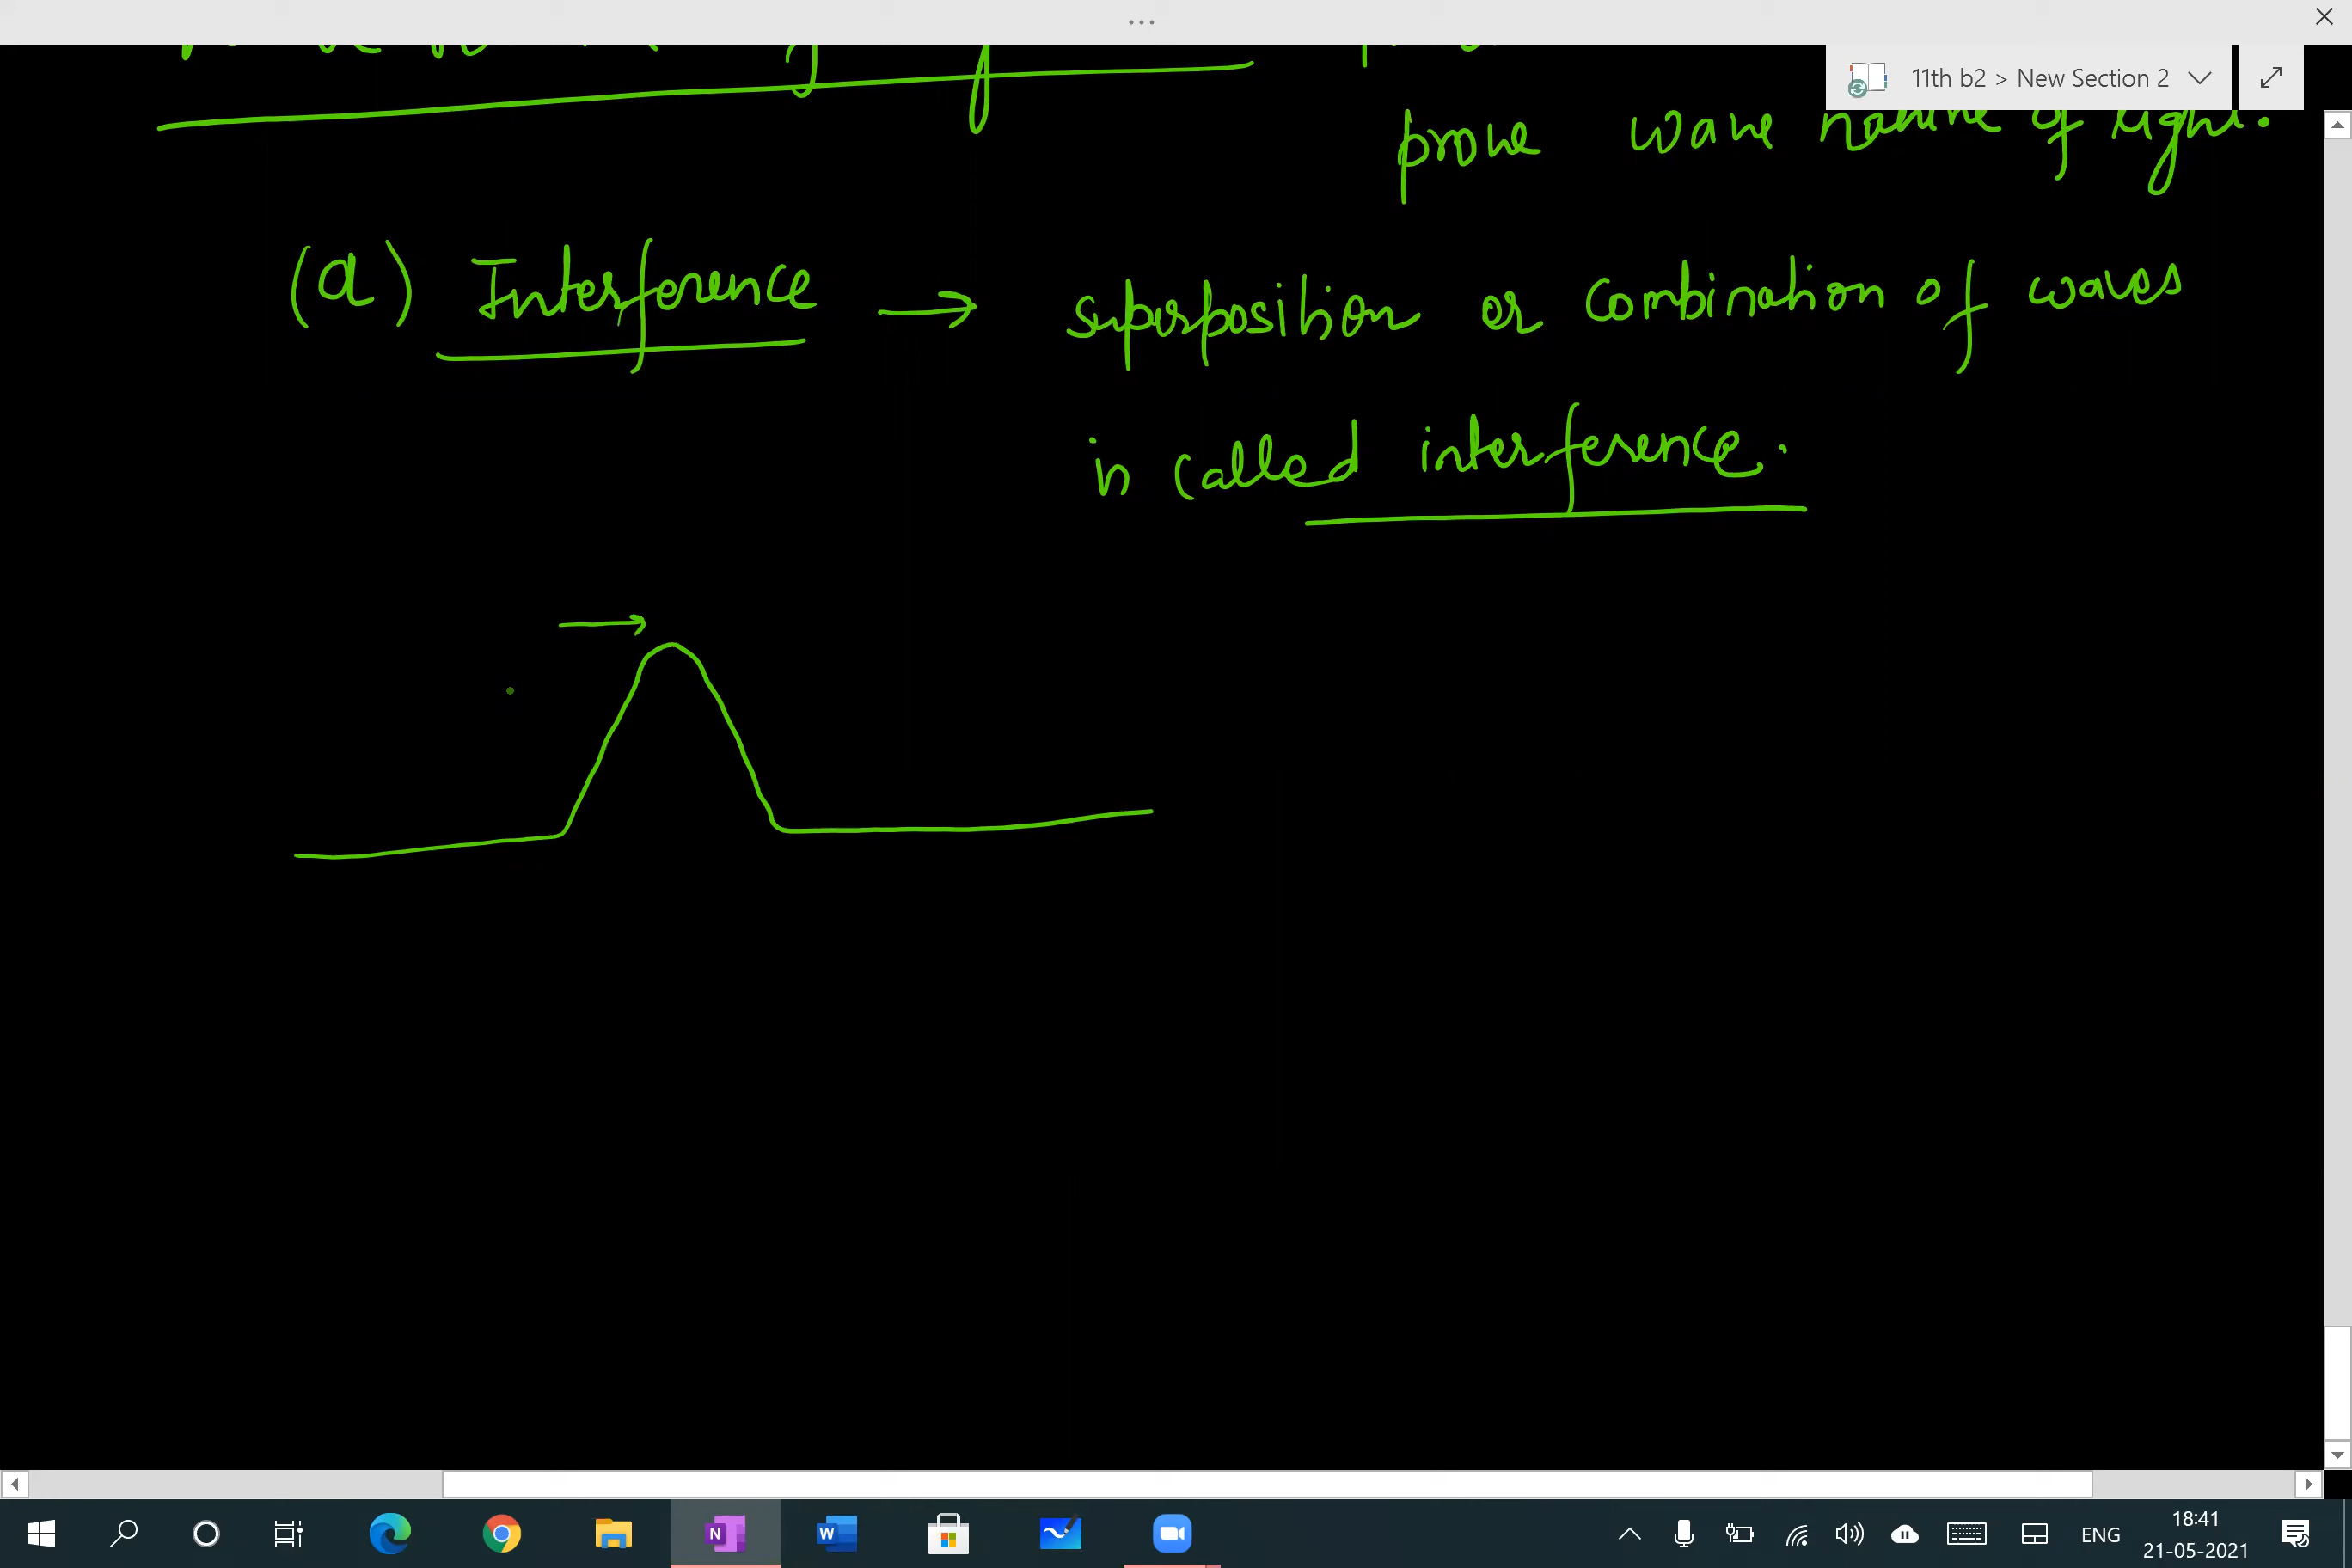 11th b2 > New Section 2
prove wave nature of light.
(a) Interference → superposition or combination of waves
is called interference.
ENG
18:41
21-05-2021